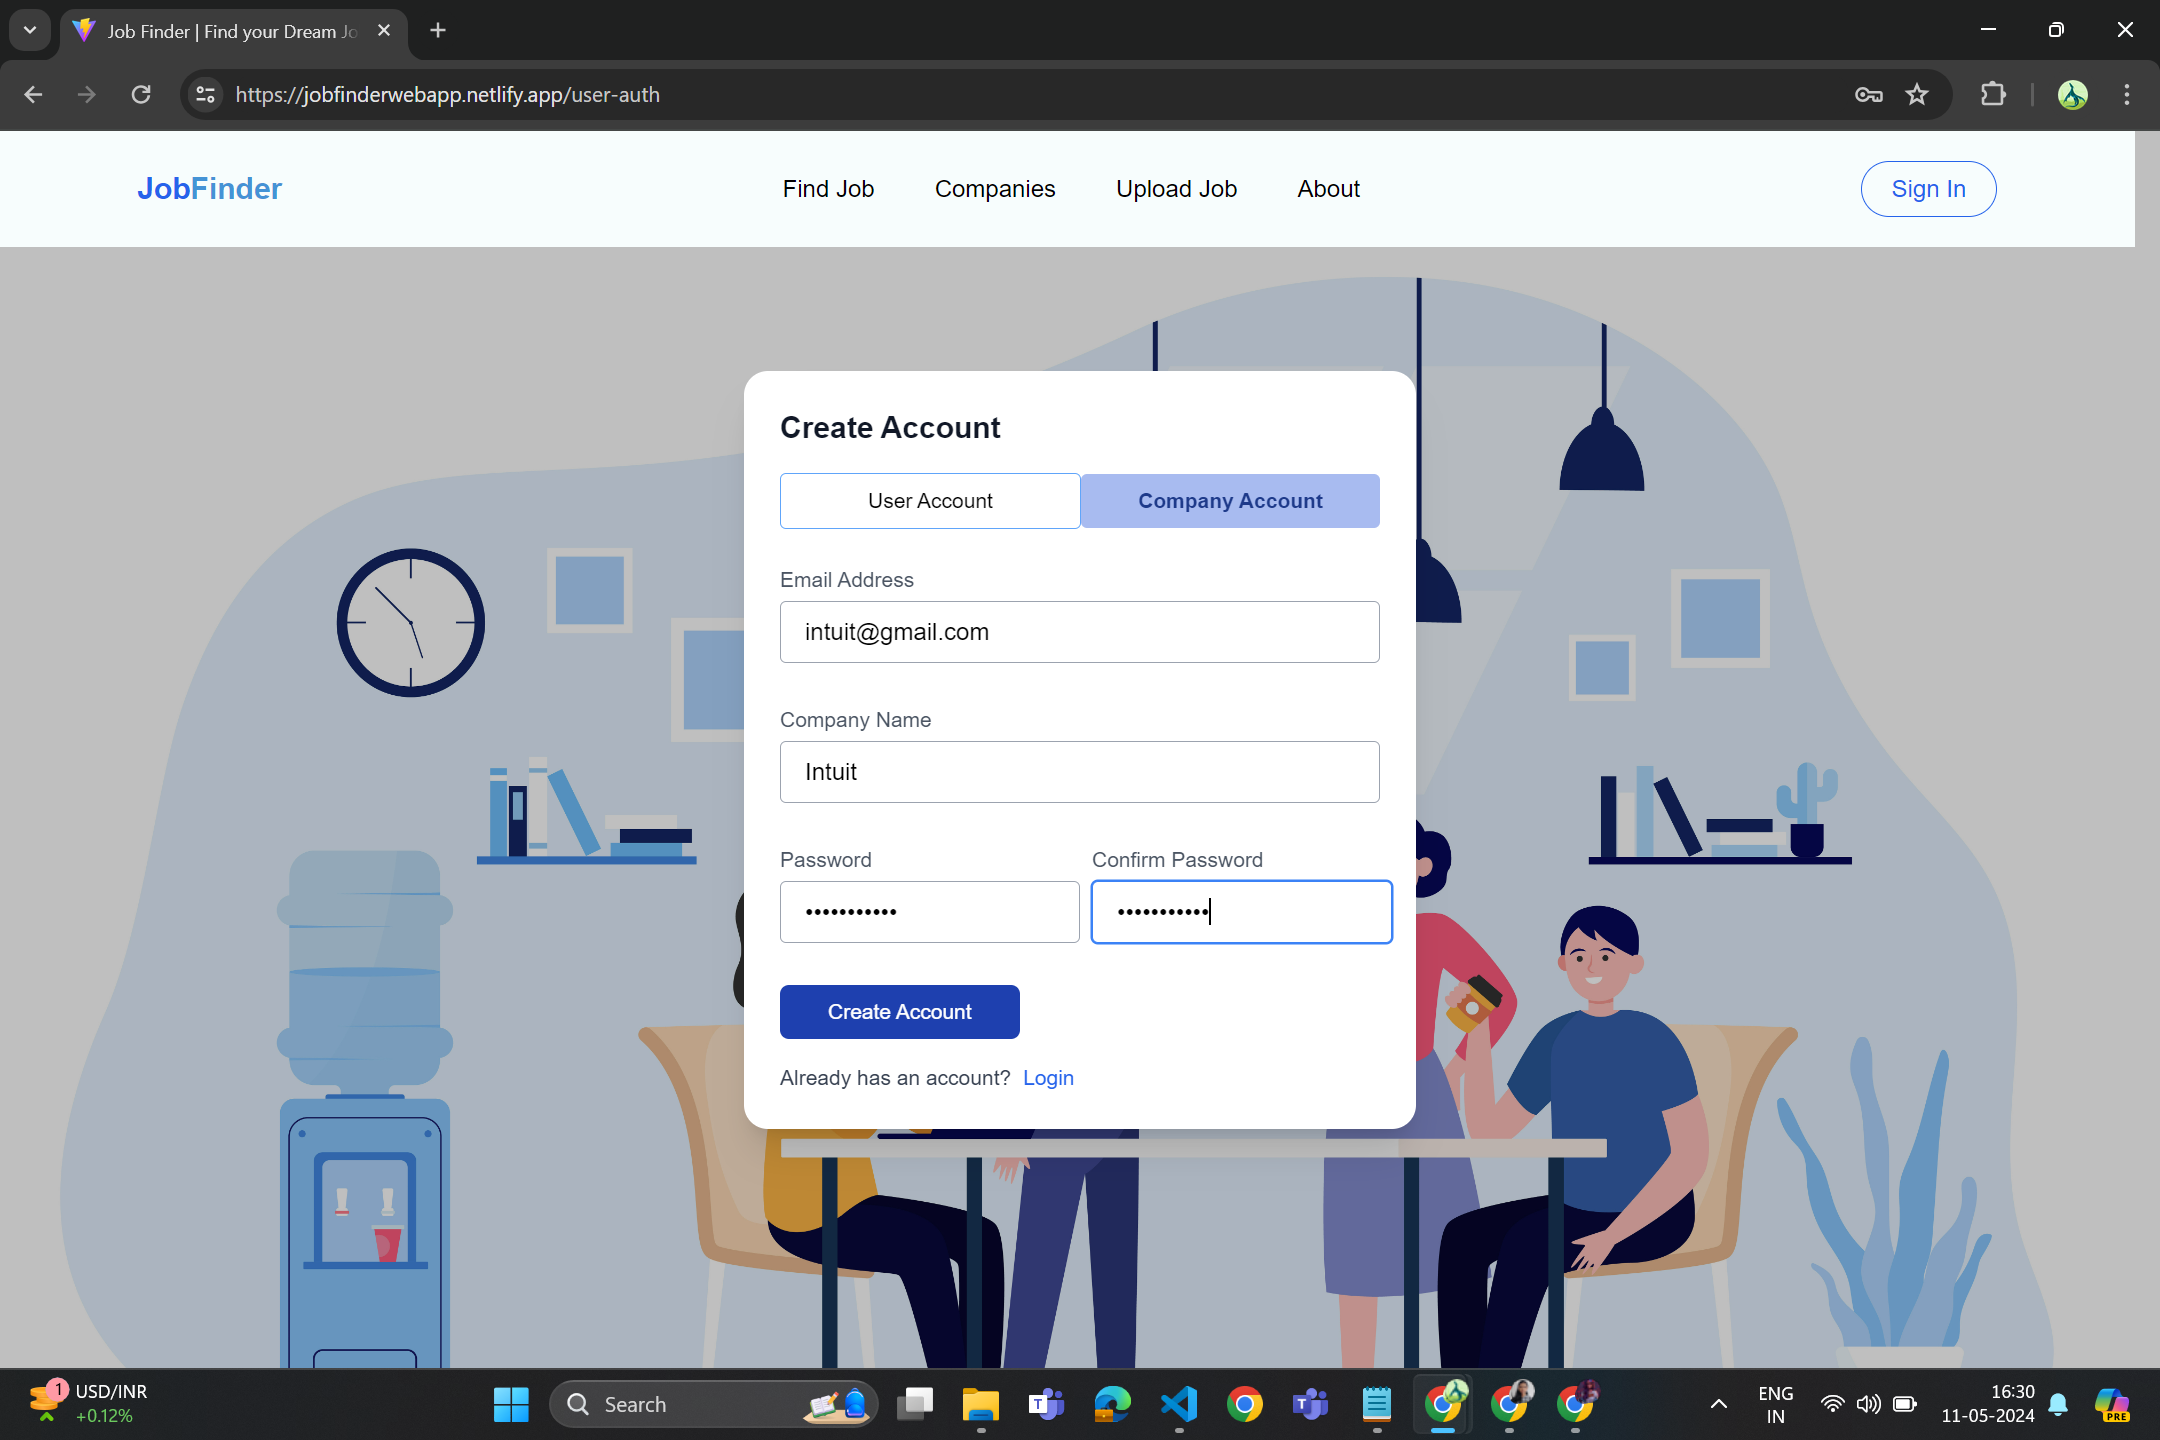 Job Finder | Find your Dream Jo
https://jobfinderwebapp.netlify.app/user-auth
JobFinder
Find Job
Companies
Upload Job
About
Sign In
Create Account
User Account
Company Account
Email Address
intuit@gmail.com
Company Name
Intuit
Password
Confirm Password
•••••••••••
•••••••••••
Create Account
Already has an account? Login
1
USD/INR
+0.12%
Search
T
T
ENG
IN
16:30
11-05-2024
PRE